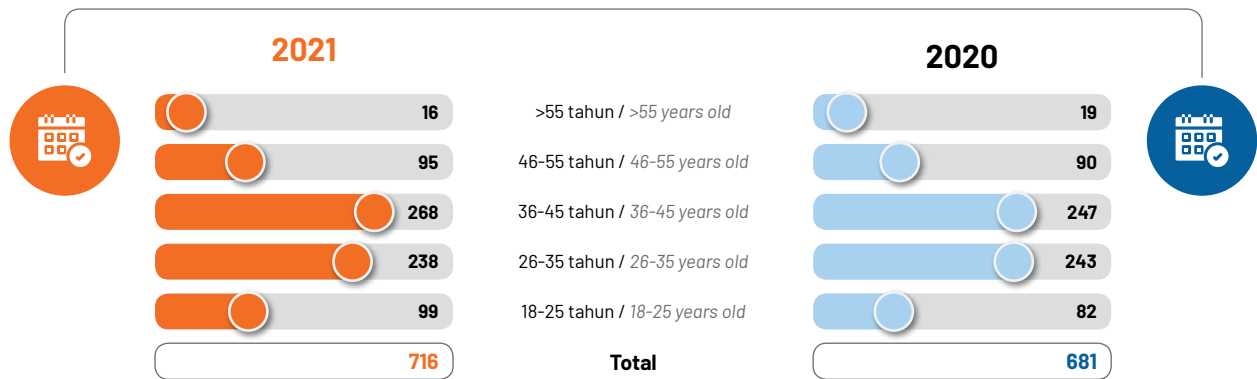 2021
2020
16 >55 tahun / >55 years old 19
95 46-55 tahun / 46-55 years old 90
268 36-45 tahun / 36-45 years old 247
238 26-35 tahun / 26-35 years old 243
99 18-25 tahun / 18-25 years old 82
716 Total 681